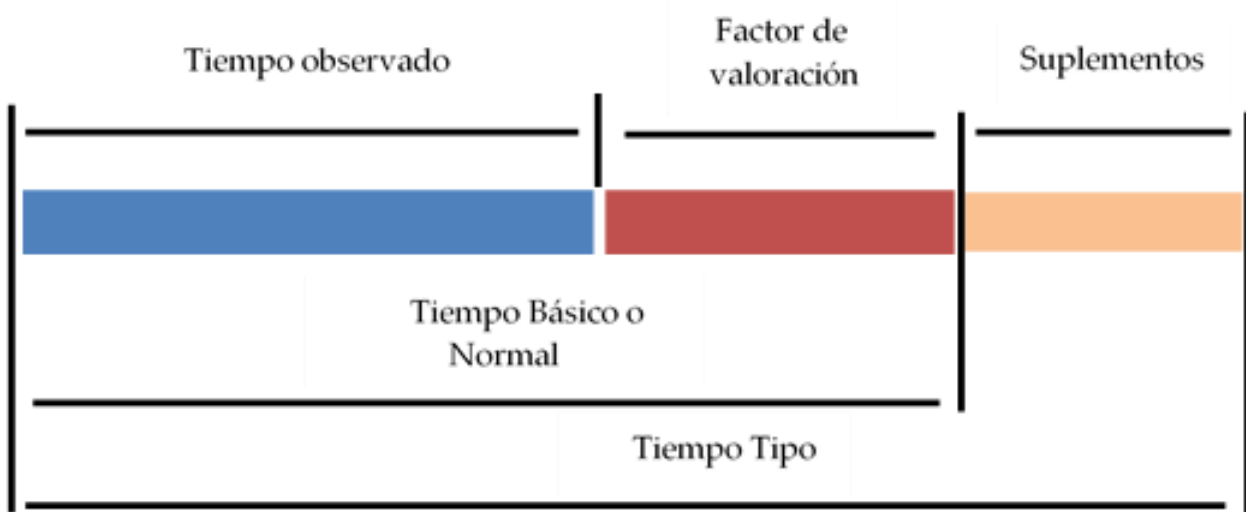 Tiempo observado
Factor de
valoración
Suplementos
Tiempo Básico o
Normal
Tiempo Tipo